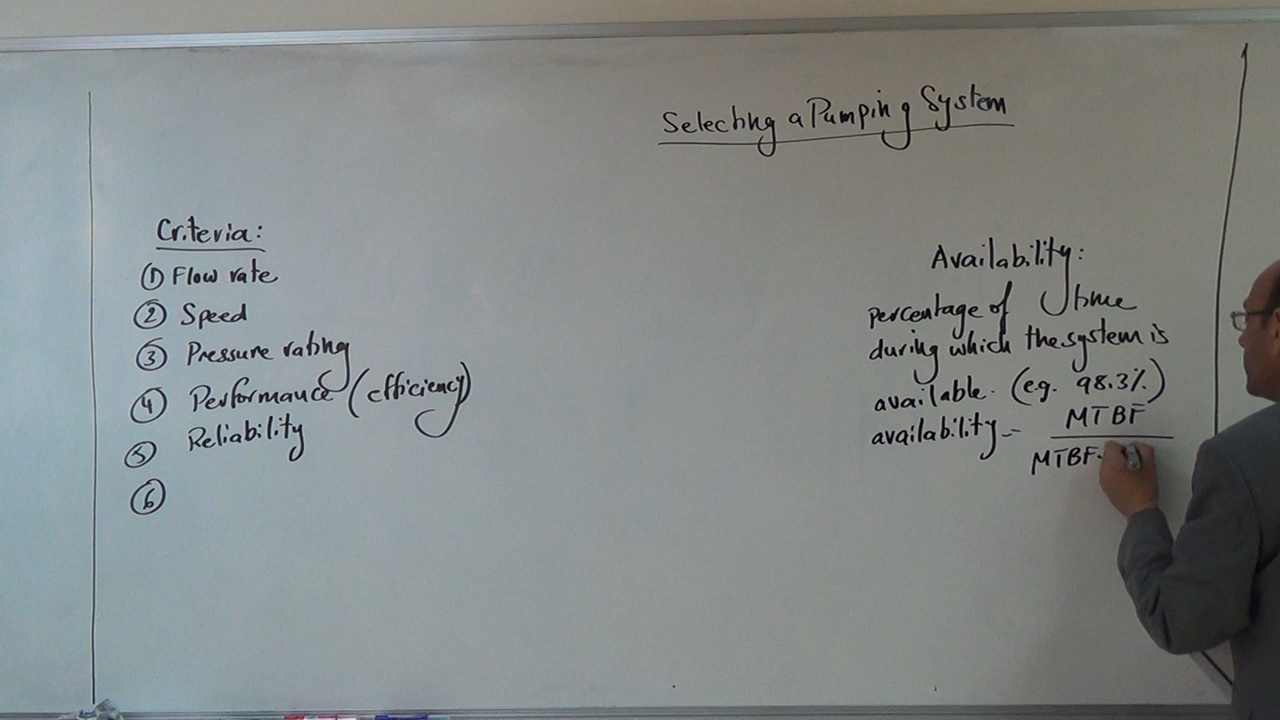 Selecting a Pumping System
Criteria:
① Flow rate
② Speed
③ Pressure rating
④ Performance (efficiency)
⑤ Reliability
⑥
Availability:
percentage of time
during which the system is
available. (eg. 98.3%)
availability = MTBF
MTBF